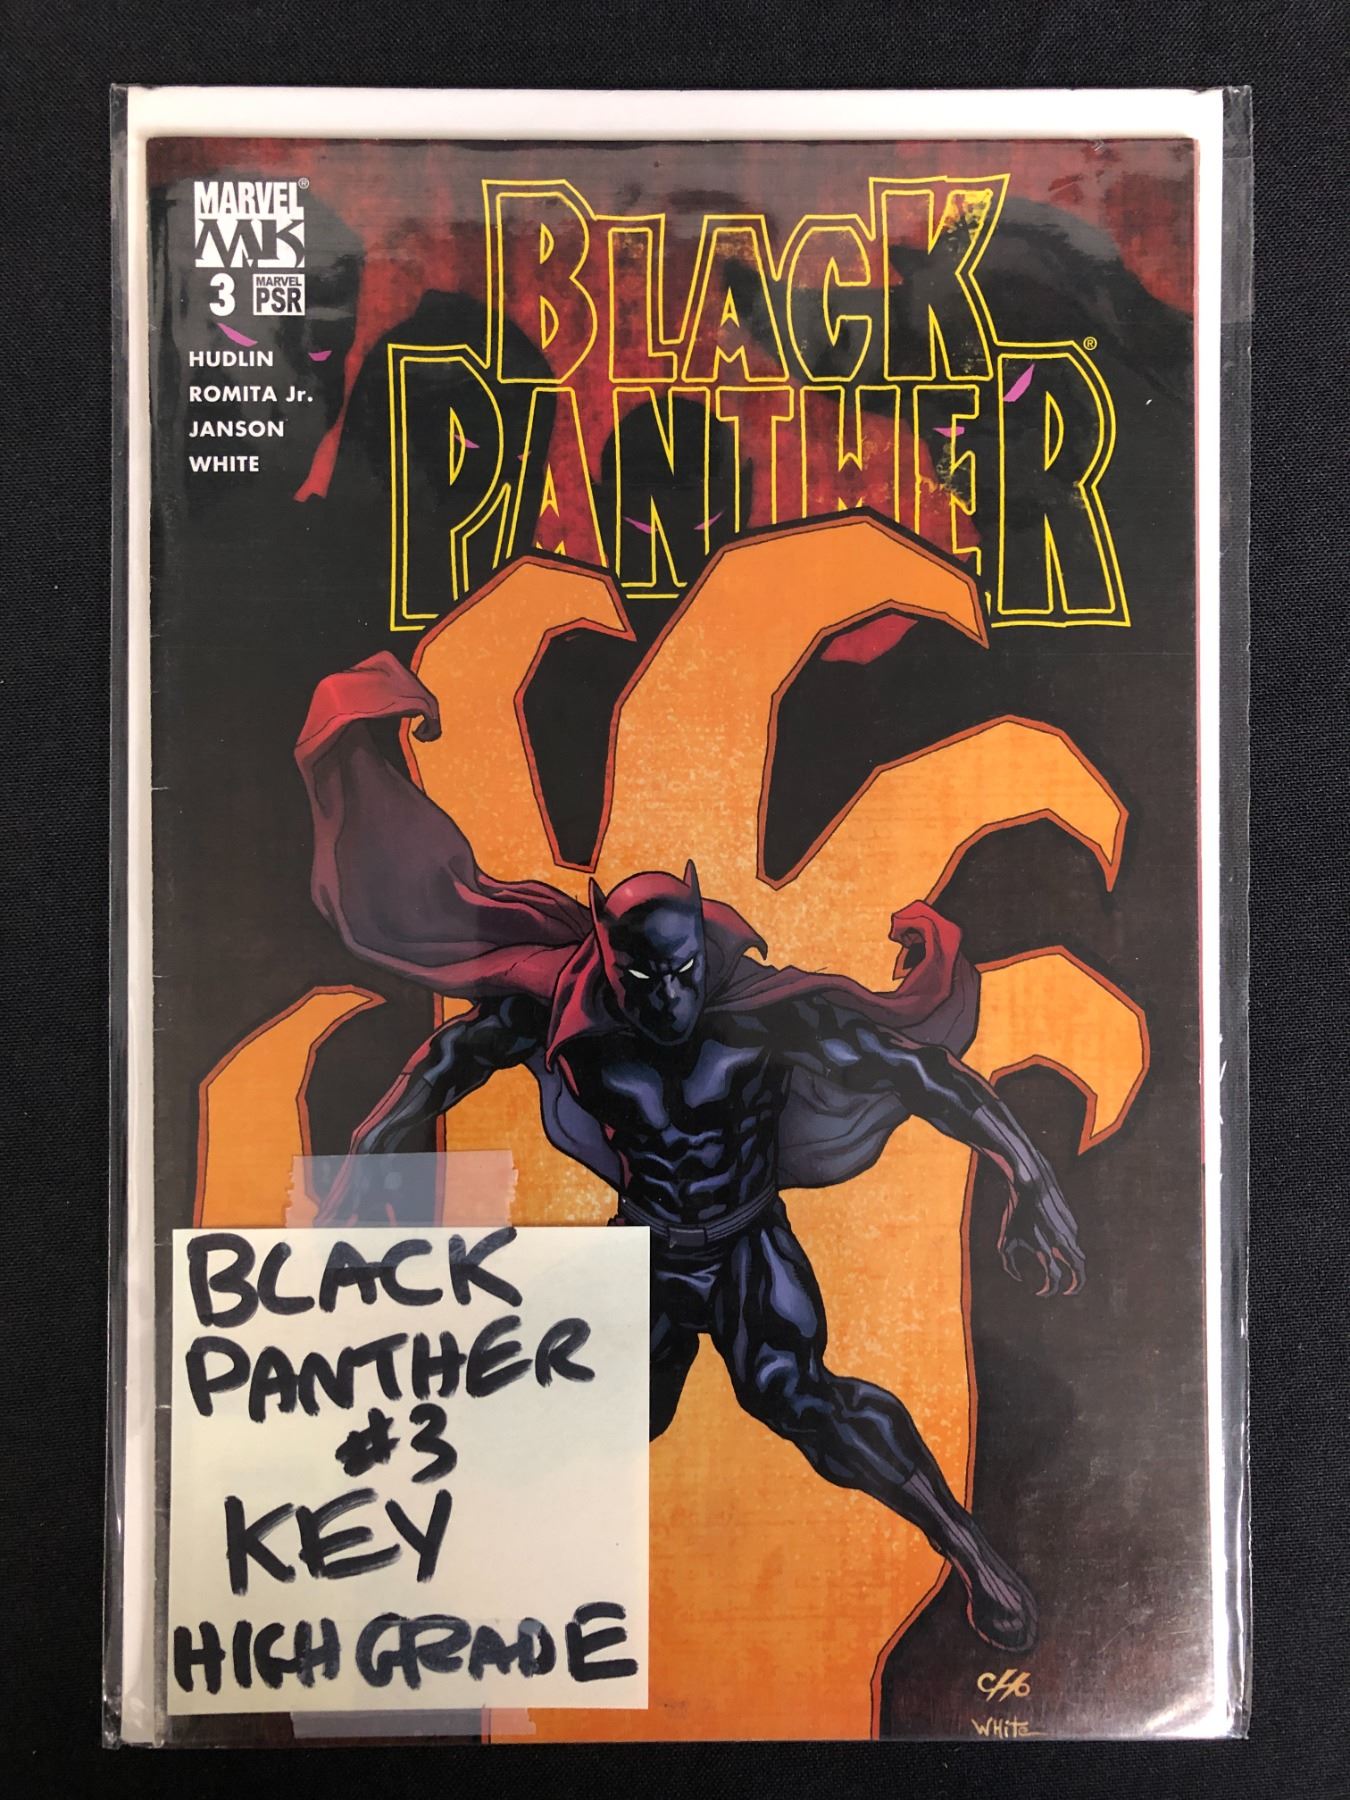 MARVEL®
MK
3 MARVEL PSR
HUDLIN
ROMITA Jr.
JANSON
WHITE
BLACK
PANTHER®
BLACK
PANTHER
#3
KEY
HIGH GRADE
CHO
WHITE